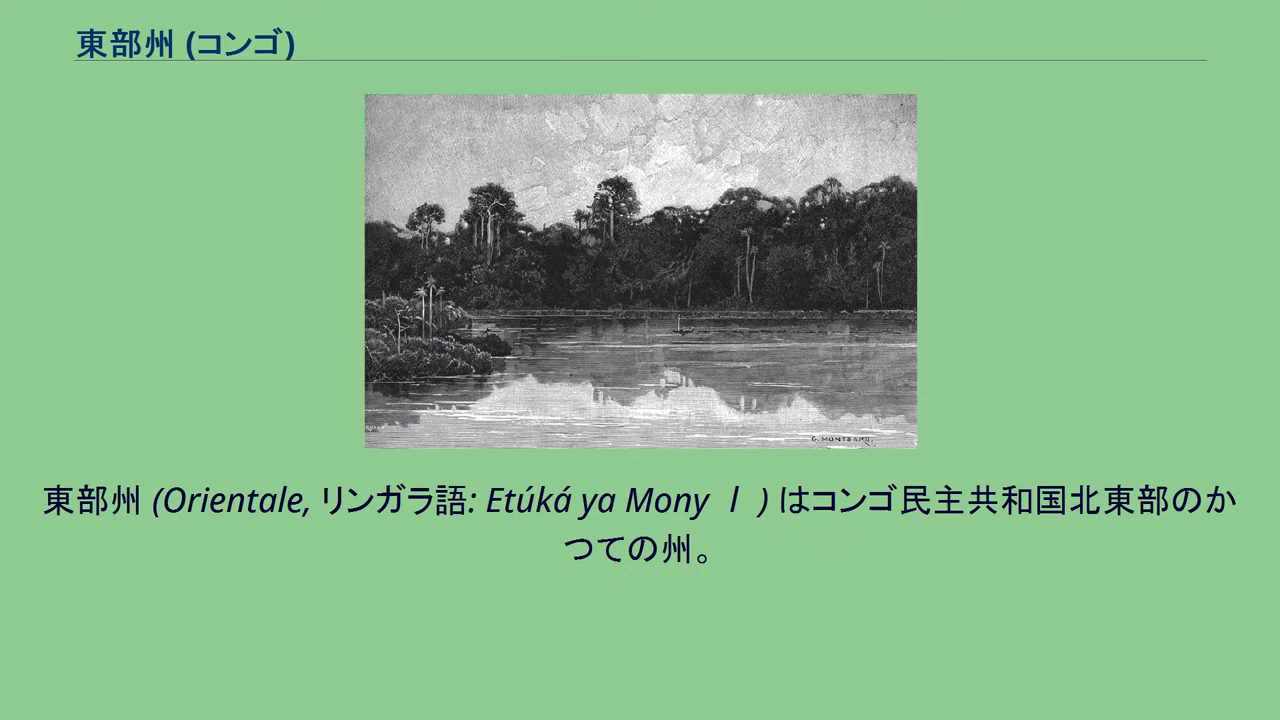 東部州 (コンゴ)
G. MONTBARD.
東部州 (Orientale, リンガラ語: Etúká ya Mony l ) はコンゴ民主共和国北東部のか
つての州。